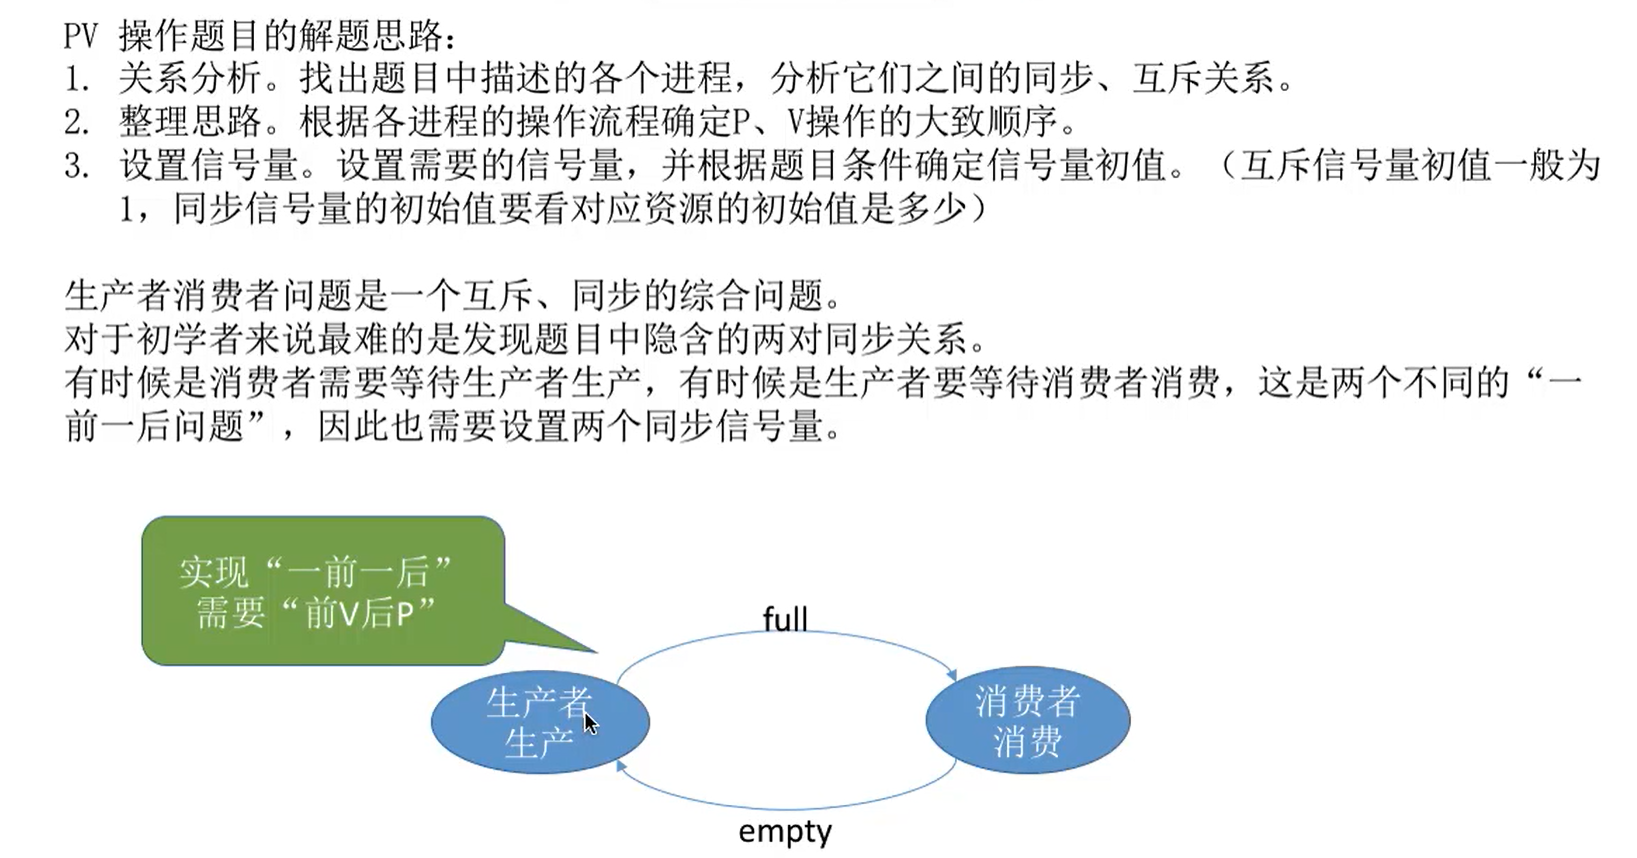 PV 操作题目的解题思路：
1. 关系分析。找出题目中描述的各个进程，分析它们之间的同步、互斥关系。
2. 整理思路。根据各进程的操作流程确定P、V操作的大致顺序。
3. 设置信号量。设置需要的信号量，并根据题目条件确定信号量初值。（互斥信号量初值一般为
1，同步信号量的初始值要看对应资源的初始值是多少）
生产者消费者问题是一个互斥、同步的综合问题。
对于初学者来说最难的是发现题目中隐含的两对同步关系。
有时候是消费者需要等待生产者生产，有时候是生产者要等待消费者消费，这是两个不同的“一
前一后问题”，因此也需要设置两个同步信号量。
实现“一前一后”
需要“前V后P”
full
生产者
生产
消费者
消费
empty